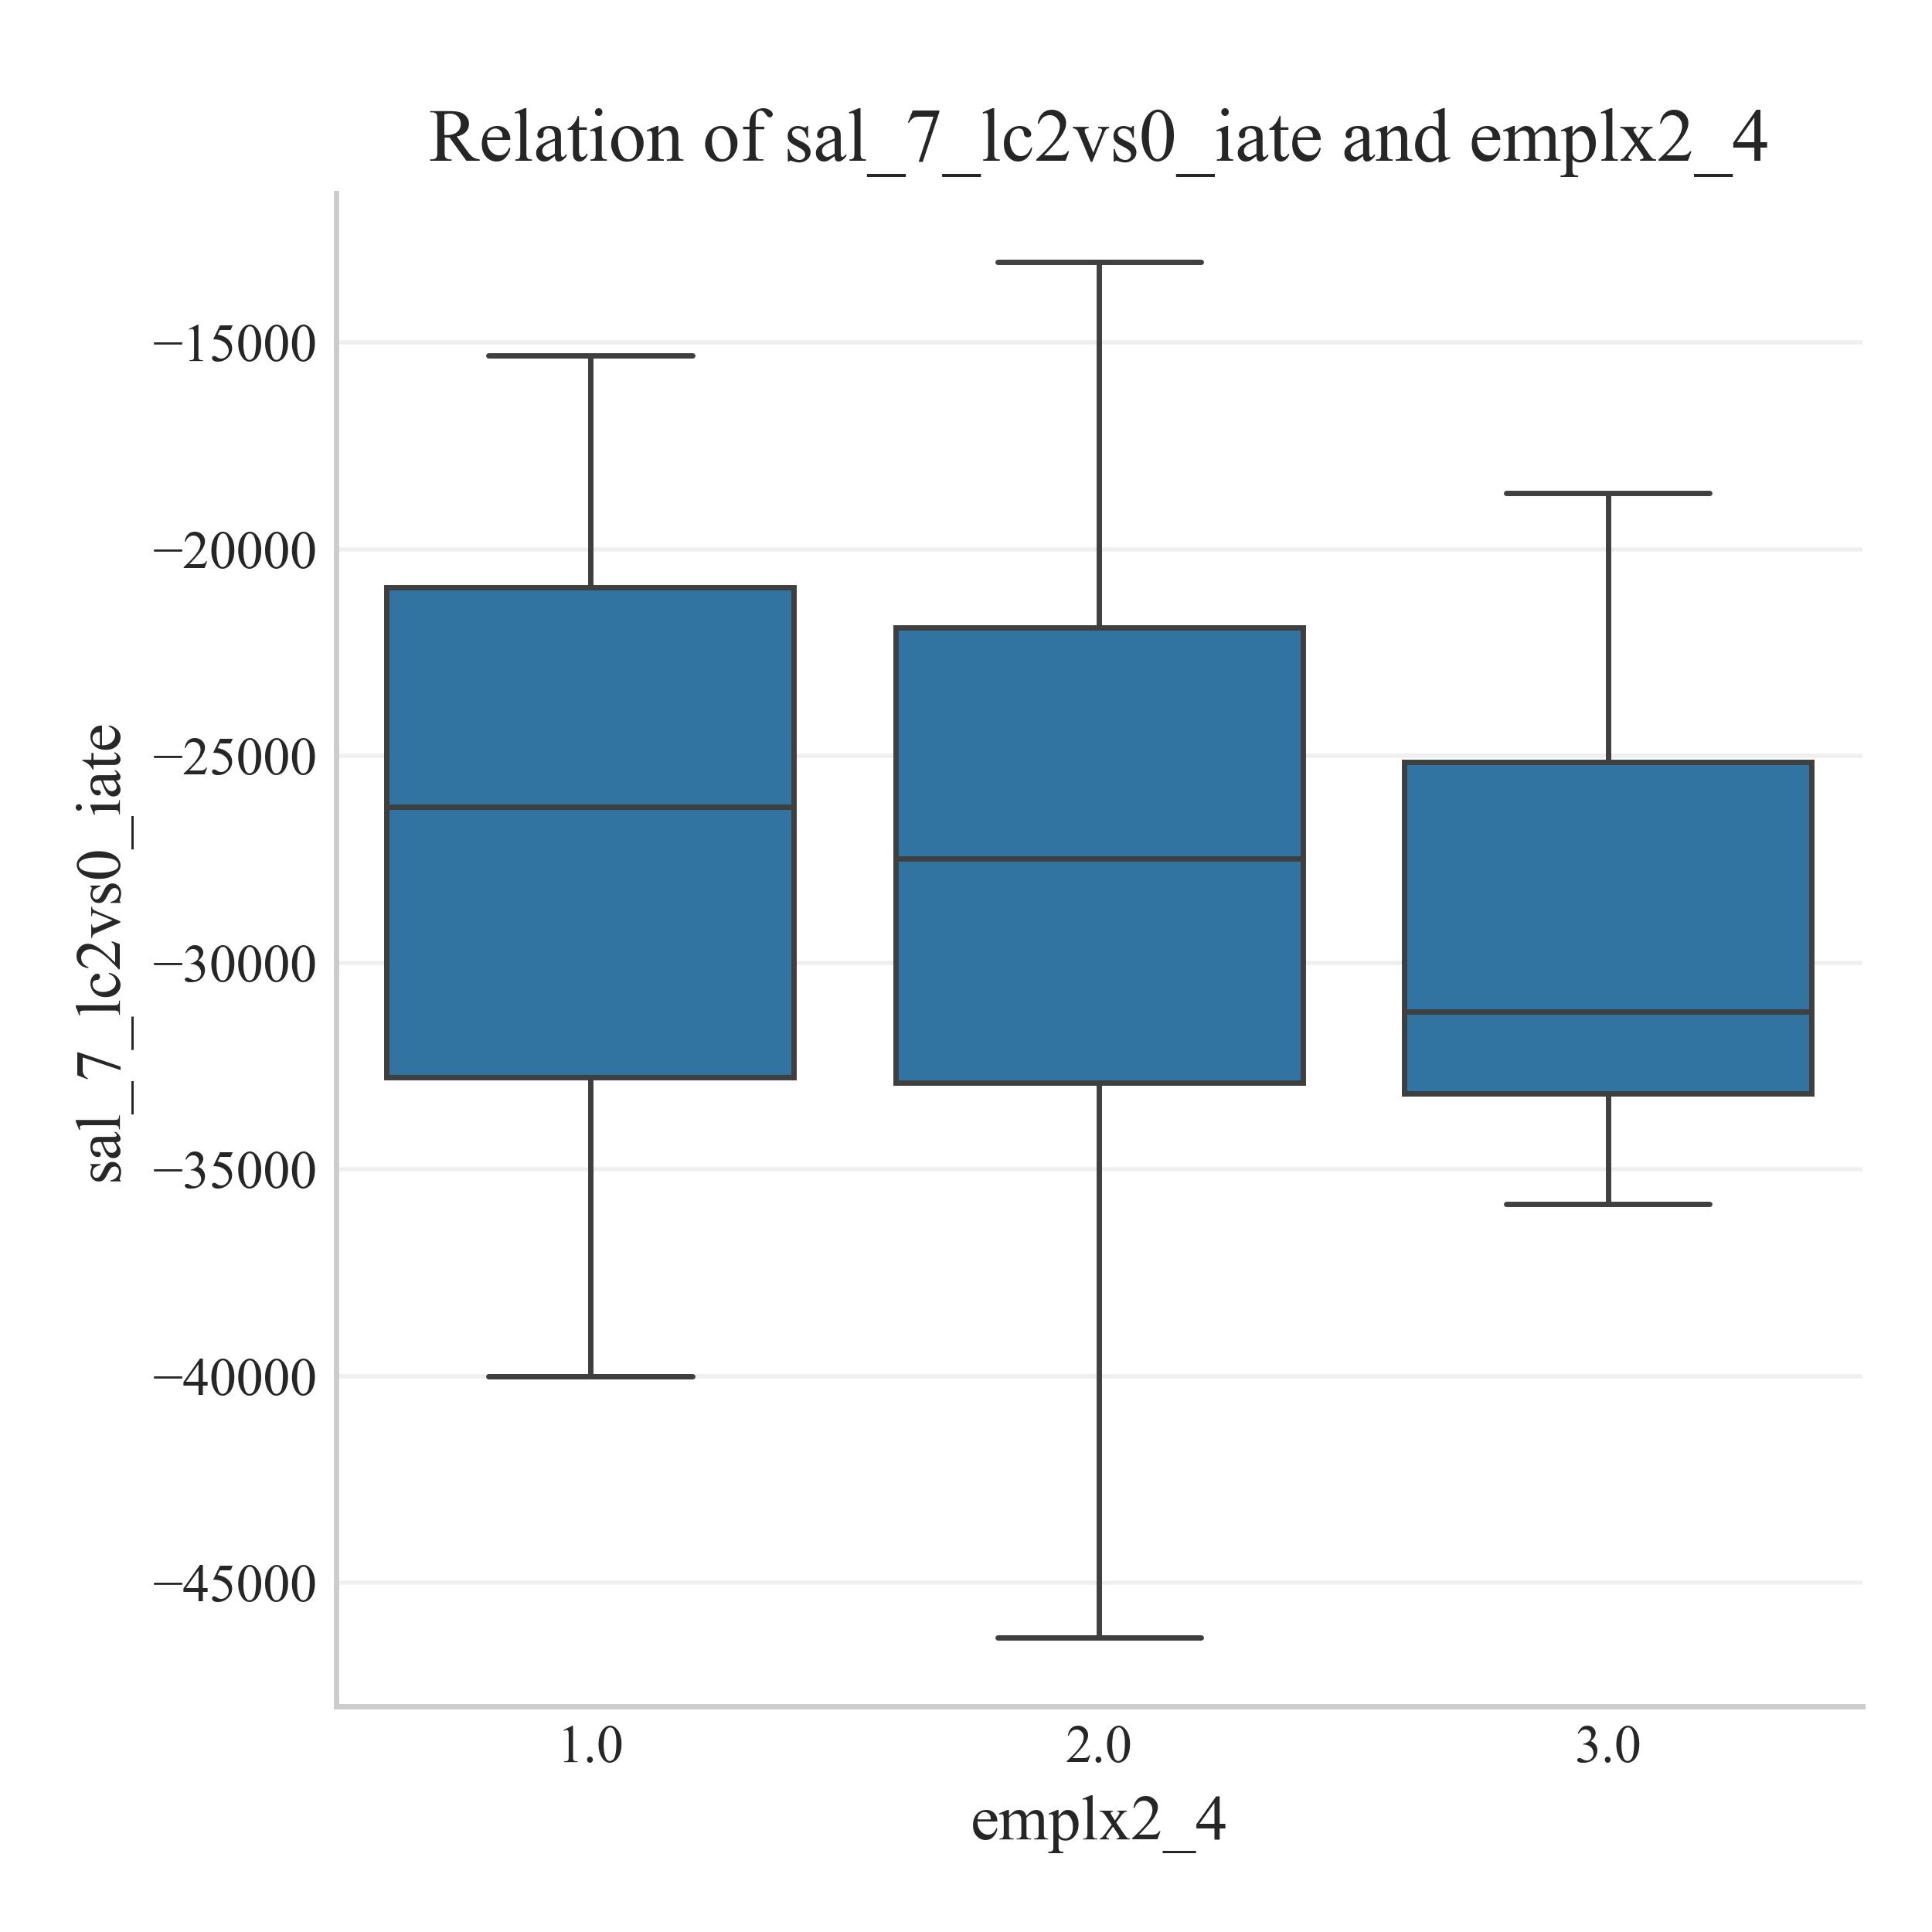 Relation of sal_7_lc2vs0_iate and emplx2_4
sal_7_lc2vs0_iate
−15000
−20000
−25000
−30000
−35000
−40000
−45000
1.0 2.0 3.0
emplx2_4